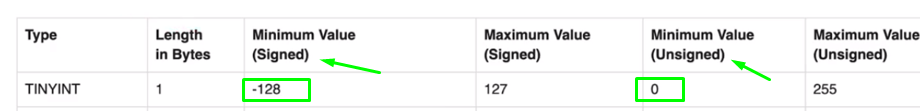 Type Length Minimum Value Maximum Value Minimum Value Maximum Value
in Bytes (Signed) (Signed) (Unsigned) (Unsigned)
TINYINT 1 -128 127 0 255